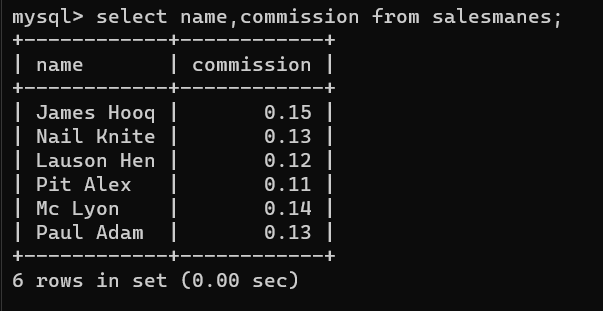 mysql> select name,commission from salesmanes;
+------------+------------+
| name       | commission |
+------------+------------+
| James Hooq |       0.15 |
| Nail Knite |       0.13 |
| Lauson Hen |       0.12 |
| Pit Alex   |       0.11 |
| Mc Lyon    |       0.14 |
| Paul Adam  |       0.13 |
+------------+------------+
6 rows in set (0.00 sec)